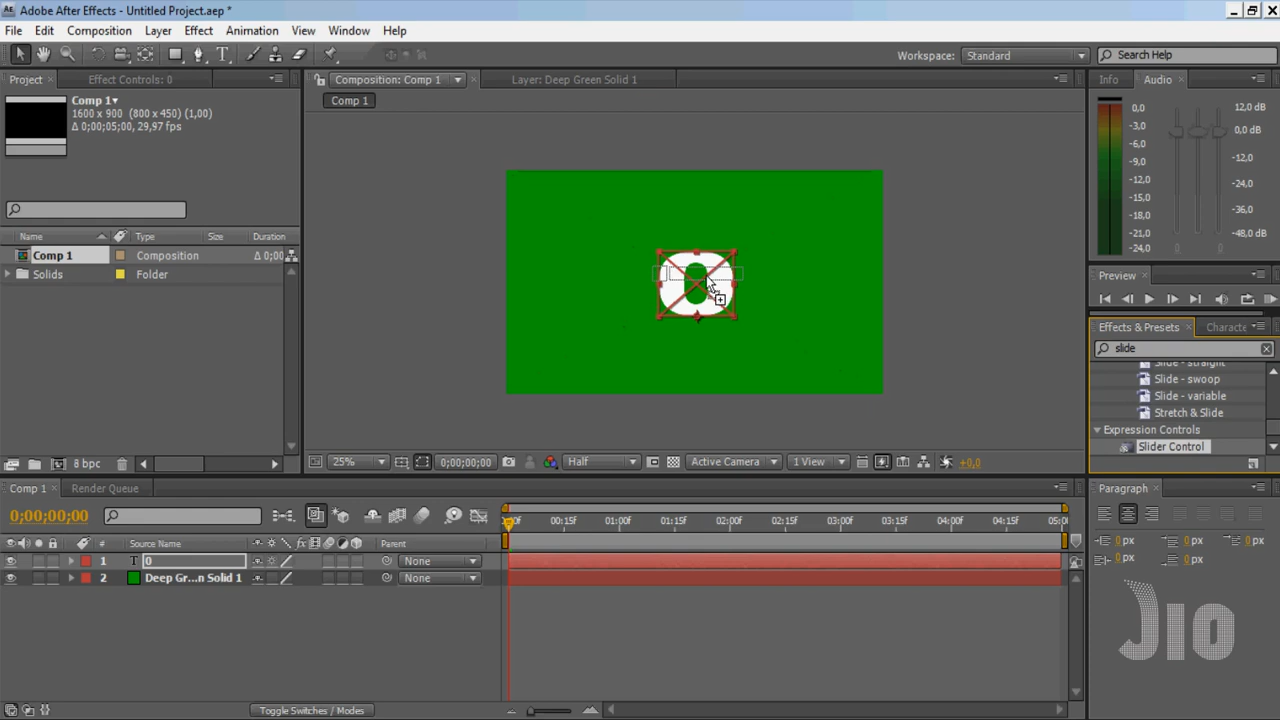 Adobe After Effects - Untitled Project.aep *
File Edit Composition Layer Effect Animation View Window Help
Workspace: Standard Search Help
Project Effect Controls: 0 Composition: Comp 1 Layer: Deep Green Solid 1 Info Audio
Comp 1
1600 x 900 (800 x 450) (1,00)
Δ 0;00;05;00, 29,97 fps
Comp 1
Name Type Size Duration
Comp 1 Composition Δ 0;00
Solids Folder
0
0,0 12,0 dB
-3,0 0,0 dB
-6,0
-9,0 -12,0
-12,0
-15,0 -24,0
-18,0 -36,0
-21,0
-24,0 -48,0 dB
Preview
Effects & Presets Characte
slide
Slide - straight
Slide - swoop
Slide - variable
Stretch & Slide
Expression Controls
Slider Control
8 bpc
25% 0;00;00;00 Half Active Camera 1 View +0,0
Comp 1 Render Queue
0;00;00;00
00f 00:15f 01:00f 01:15f 02:00f 02:15f 03:00f 03:15f 04:00f 04:15f 05:0
# Source Name Parent
1 T 0 None
2 Deep Gr...n Solid 1 None
Toggle Switches / Modes
Paragraph
0 px 0 px 0 px
0 px 0 px
Jio